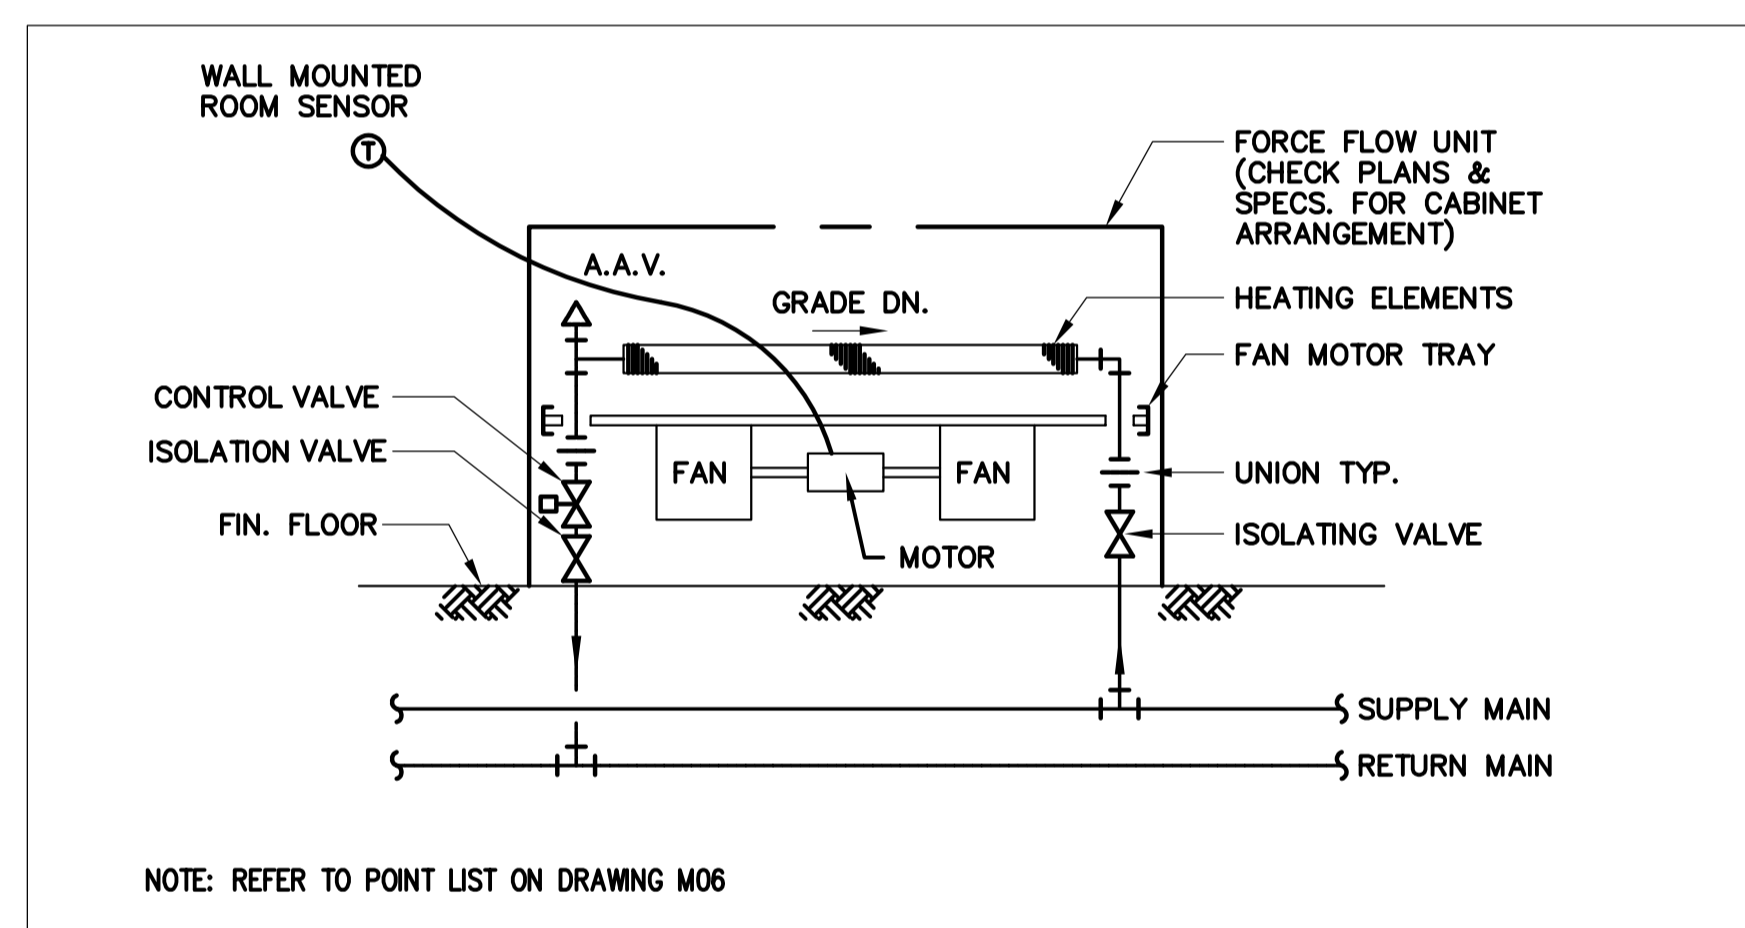 WALL MOUNTED
ROOM SENSOR
T
FORCE FLOW UNIT
(CHECK PLANS &
SPECS. FOR CABINET
ARRANGEMENT)
A.A.V.
GRADE DN.
HEATING ELEMENTS
FAN MOTOR TRAY
CONTROL VALVE
ISOLATION VALVE
FAN
FAN
UNION TYP.
FIN. FLOOR
MOTOR
ISOLATING VALVE
SUPPLY MAIN
RETURN MAIN
NOTE: REFER TO POINT LIST ON DRAWING M06